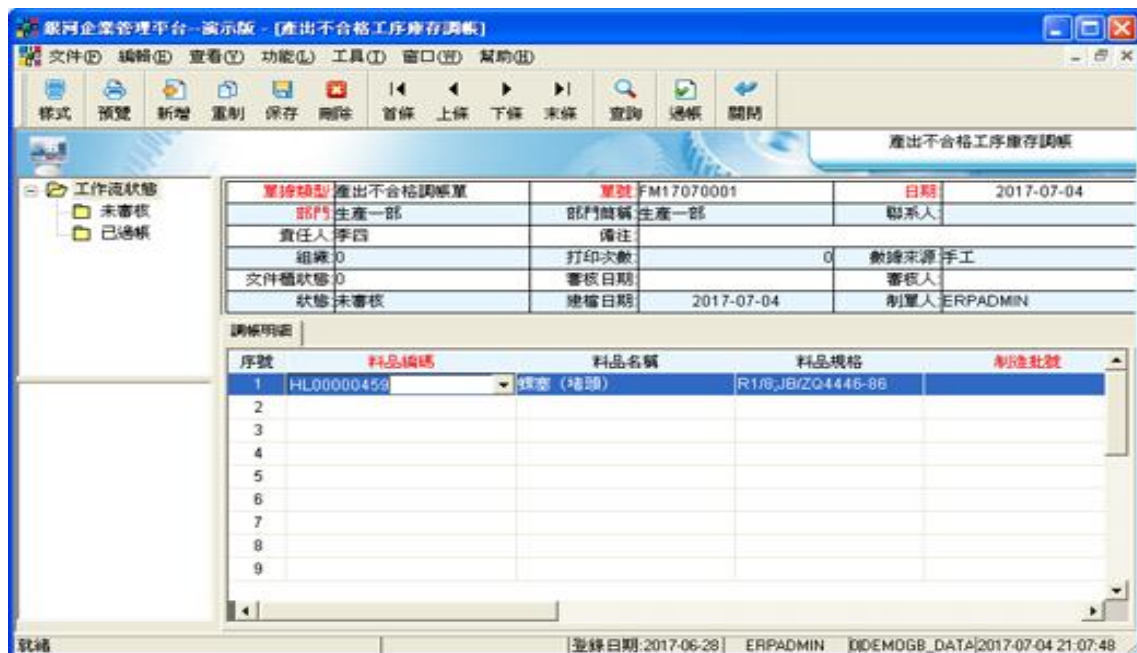 銀河企業管理平台--演示版 - [產出不合格工序庫存調帳]
文件(F) 編輯(E) 查看(Y) 功能(L) 工具(T) 窗口(W) 幫助(H)
樣式 預覽 新增 重制 保存 刪除 首條 上條 下條 末條 查詢 過帳 關閉
產出不合格工序庫存調帳
工作流狀態
未審核
已過帳
單據類型: 產出不合格調帳單 單號: FM17070001 日期: 2017-07-04
部門: 生產一部 部門簡稱: 生產一部 聯系人:
責任人: 李四 備注:
組織: 0 打印次數: 0 數據來源: 手工
文件櫃狀態: 0 審核日期: 審核人:
狀態: 未審核 建檔日期: 2017-07-04 制單人: ERPADMIN
調帳明細
序號 料品編碼 料品名稱 料品規格 制造批號
1 HL00000459 螺塞（堵頭） R1/8;JB/ZQ4446-86
2
3
4
5
6
7
8
9
就緒 登錄日期:2017-06-28 ERPADMIN 0 DEMOGB_DATA 2017-07-04 21:07:48